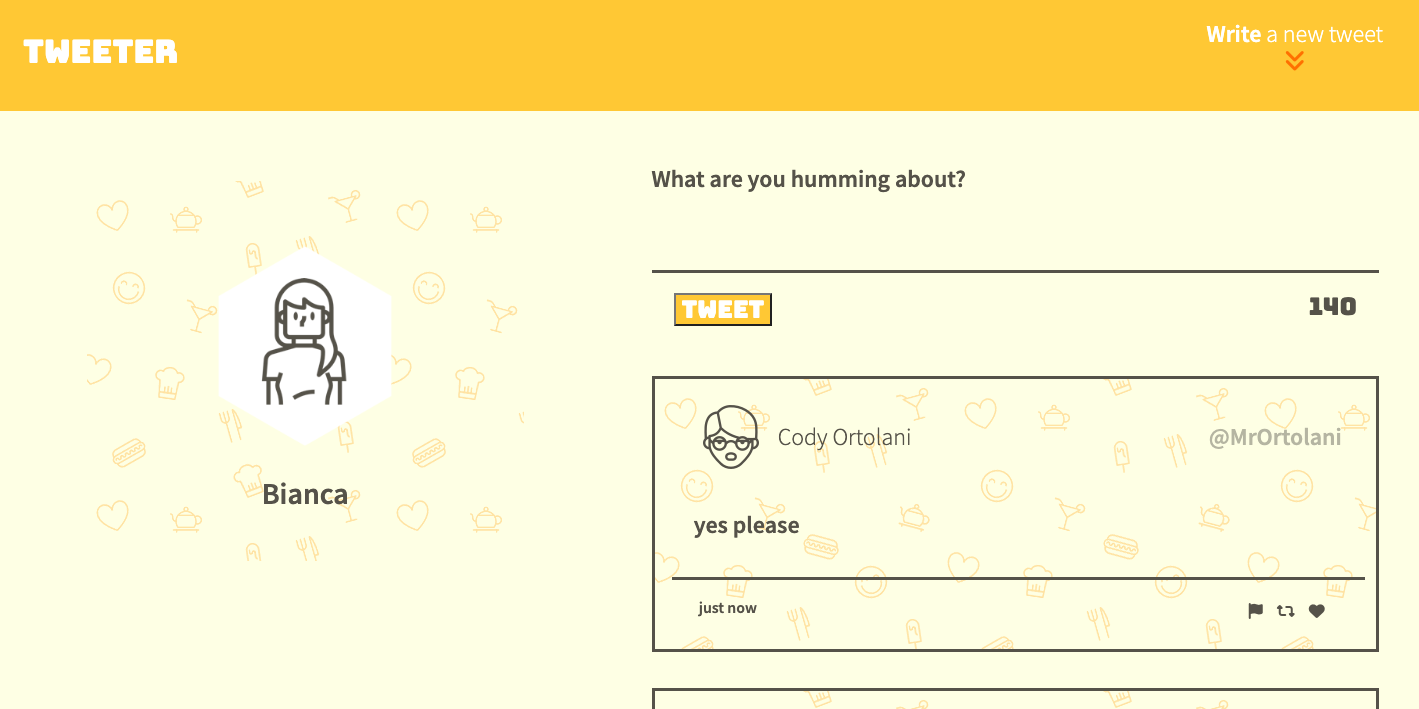 TWEETER
Write a new tweet
What are you humming about?
TWEET
140
Bianca
Cody Ortolani
@MrOrtolani
yes please
just now